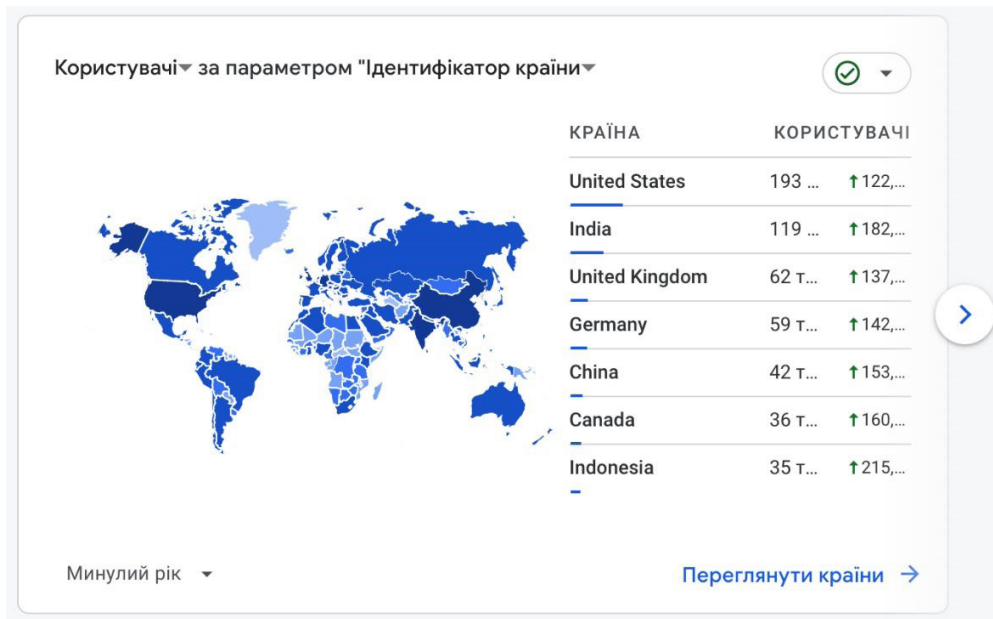 Користувачі за параметром "Ідентифікатор країни
КРАЇНА КОРИСТУВАЧІ
United States 193 ... 122,...
India 119 ... 182,...
United Kingdom 62 т... 137,...
Germany 59 т... 142,...
China 42 т... 153,...
Canada 36 т... 160,...
Indonesia 35 т... 215,...
Минулий рік
Переглянути країни